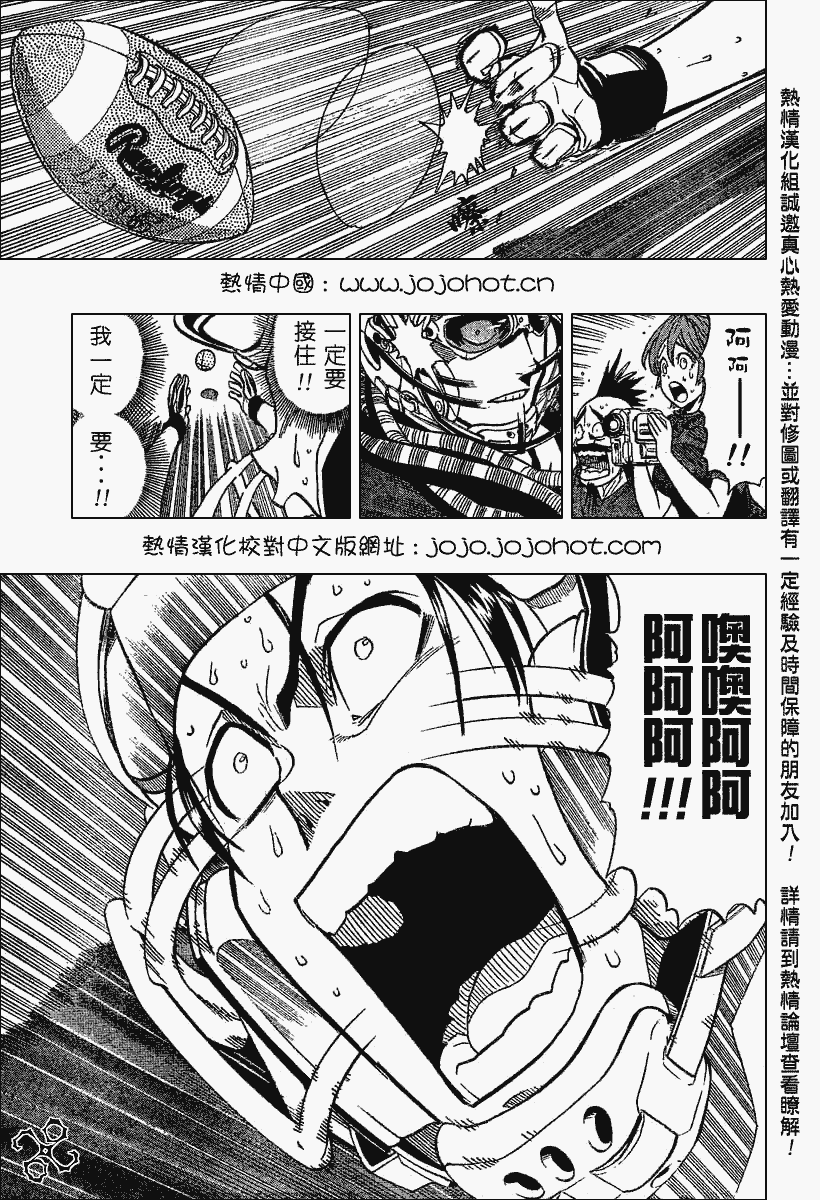 Rawlings
熱情中國：www.jojohot.cn
阿阿——!!
一定要
接住!!
我一定
要…!!
熱情漢化校對中文版網址：jojo.jojohot.com
噢噢阿阿
阿阿阿!!!
熱情漢化組誠邀真心熱愛動漫…並對修圖或翻譯有一定經驗及時間保障的朋友加入！ 詳情請到熱情論壇查看瞭解！